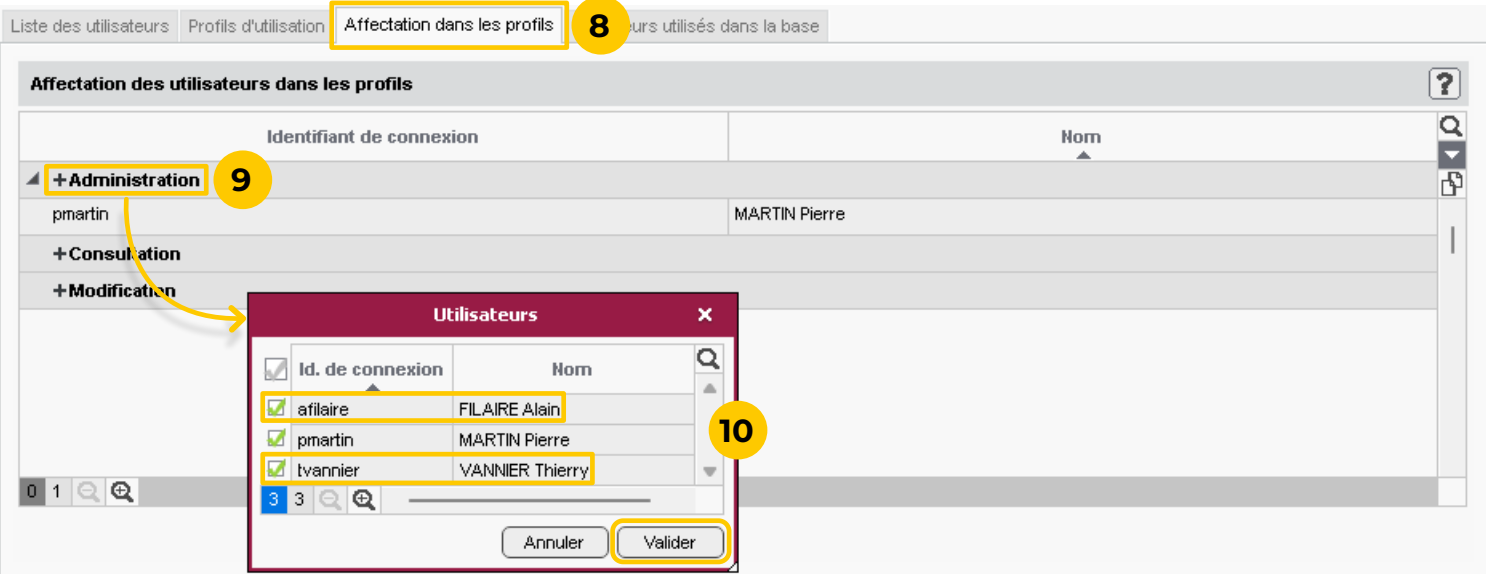 Liste des utilisateurs Profils d'utilisation Affectation dans les profils 8 urs utilisés dans la base
Affectation des utilisateurs dans les profils ?
Identifiant de connexion Nom
+Administration 9
pmartin MARTIN Pierre
+Consultation
+Modification
Utilisateurs
Id. de connexion Nom
afilaire FILAIRE Alain
pmartin MARTIN Pierre
10
tvannier VANNIER Thierry
0 1
3 3
Annuler Valider